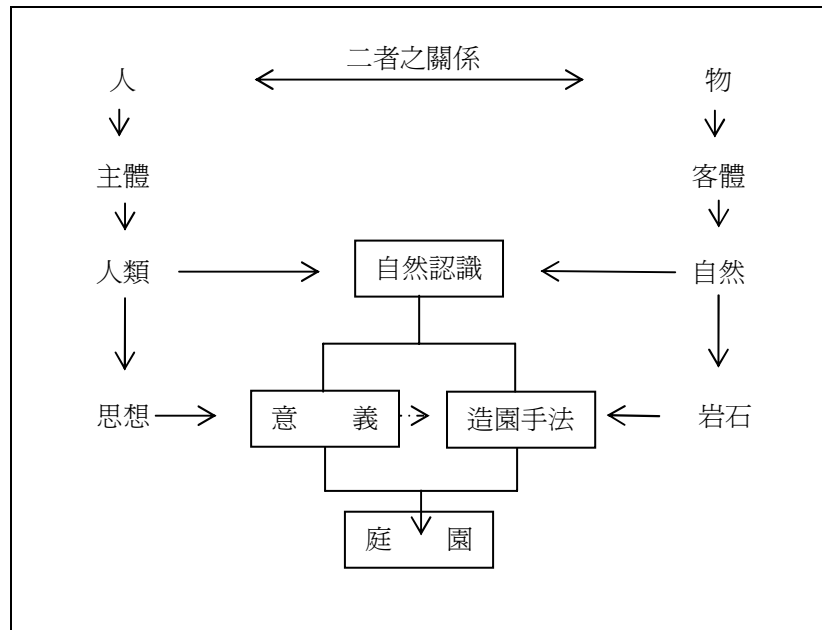 人 二者之關係 物
主體 客體
人類 自然認識 自然
思想 意 義 造園手法 岩石
庭 園